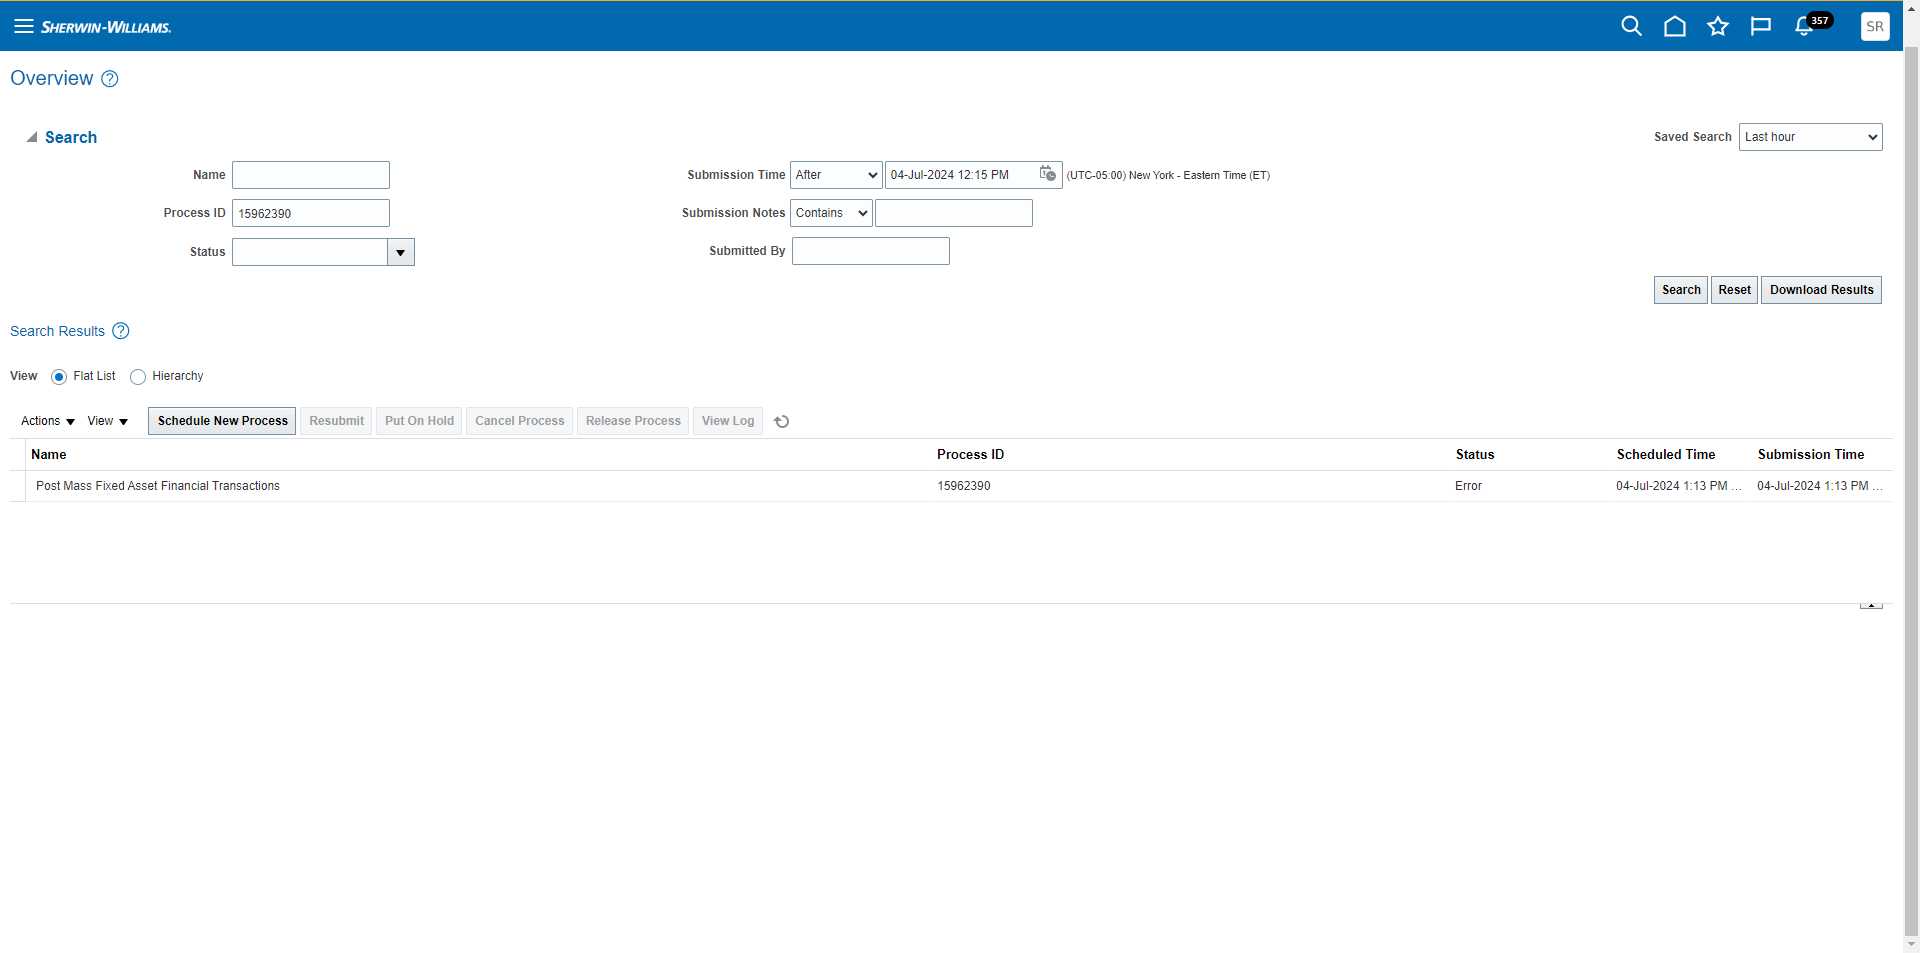 SHERWIN-WILLIAMS.
357
SR
Overview ?
Search
Saved Search Last hour
Name
Submission Time After 04-Jul-2024 12:15 PM (UTC-05:00) New York - Eastern Time (ET)
Process ID 15962390
Submission Notes Contains
Status
Submitted By
Search Reset Download Results
Search Results ?
View Flat List Hierarchy
Actions View Schedule New Process Resubmit Put On Hold Cancel Process Release Process View Log
Name Process ID Status Scheduled Time Submission Time
Post Mass Fixed Asset Financial Transactions 15962390 Error 04-Jul-2024 1:13 PM ... 04-Jul-2024 1:13 PM ...